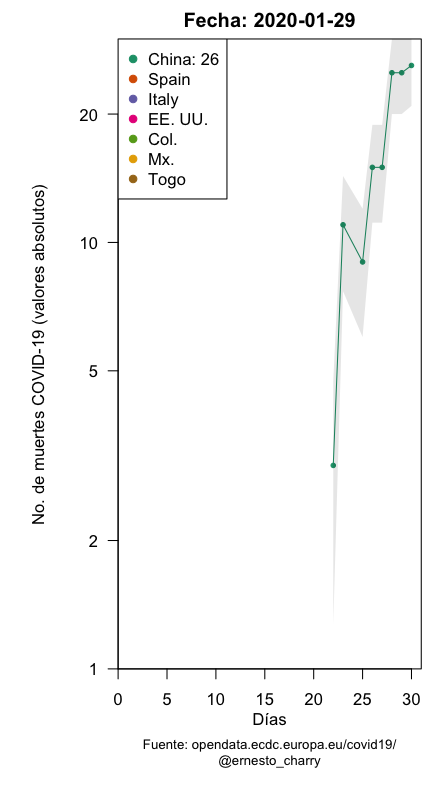 Fecha: 2020-01-29
China: 26
Spain
Italy
EE. UU.
Col.
Mx.
Togo
No. de muertes COVID-19 (valores absolutos)
20
10
5
2
1
0 5 10 15 20 25 30
Días
Fuente: opendata.ecdc.europa.eu/covid19/
@ernesto_charry